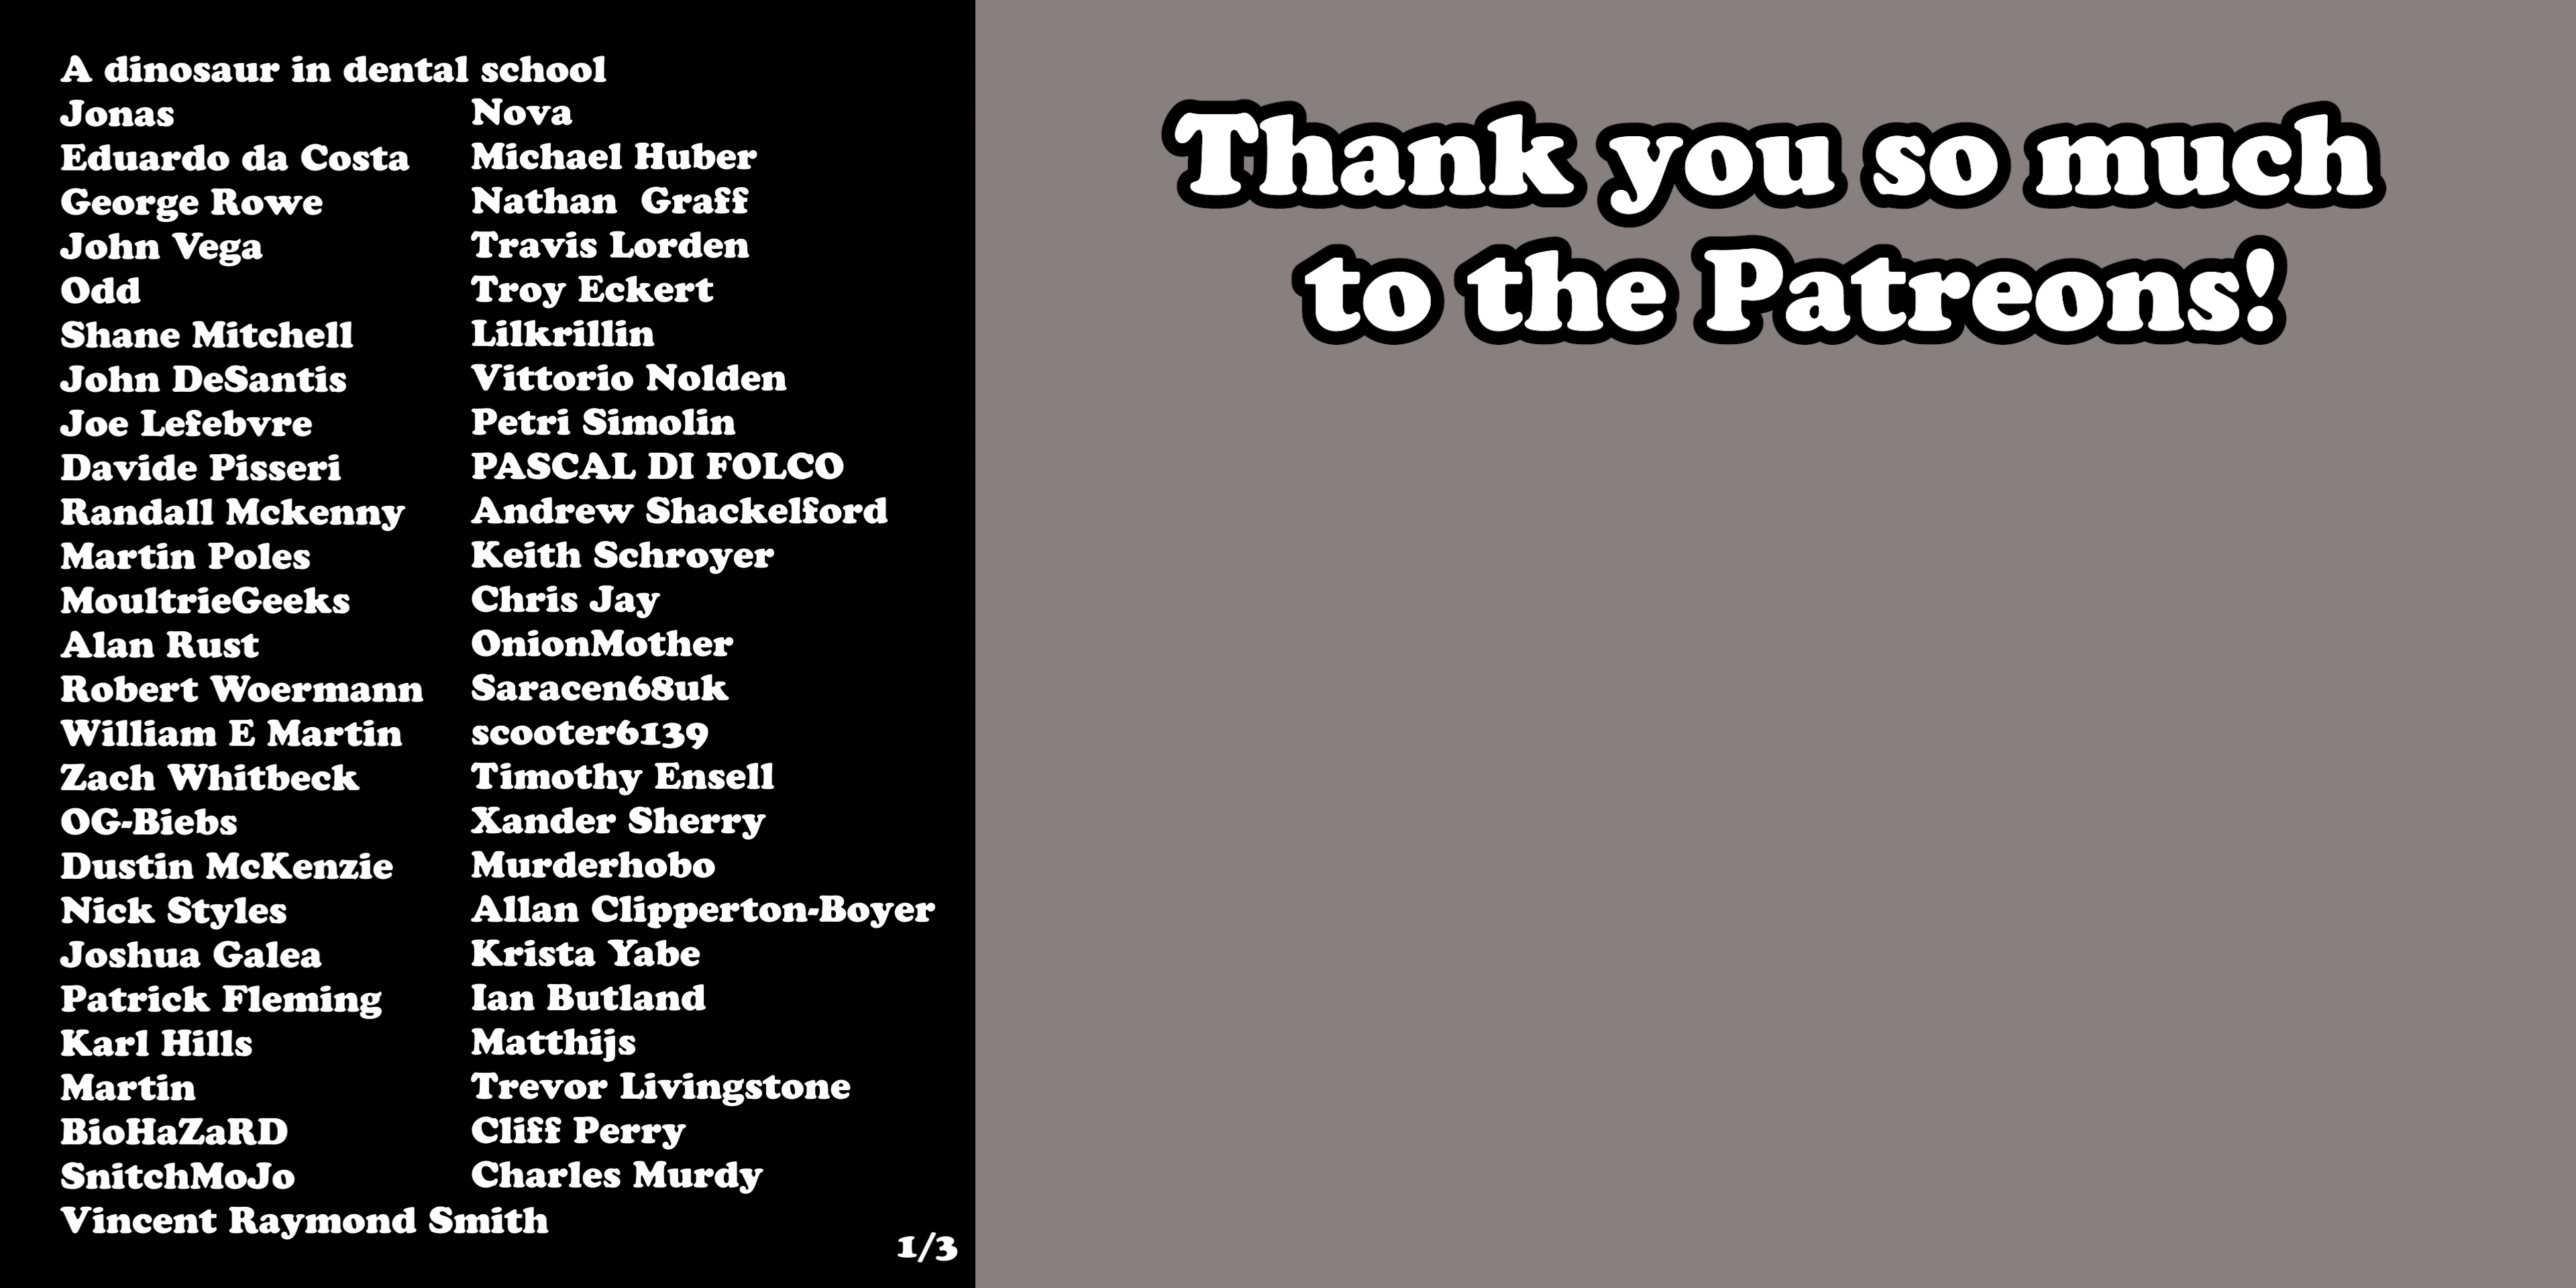 A dinosaur in dental school
Jonas
Eduardo da Costa
George Rowe
John Vega
Odd
Shane Mitchell
John DeSantis
Joe Lefebvre
Davide Pisseri
Randall Mckenny
Martin Poles
MoultrieGeeks
Alan Rust
Robert Woermann
William E Martin
Zach Whitbeck
OG-Biebs
Dustin McKenzie
Nick Styles
Joshua Galea
Patrick Fleming
Karl Hills
Martin
BioHaZaRD
SnitchMoJo
Vincent Raymond Smith
Nova
Michael Huber
Nathan  Graff
Travis Lorden
Troy Eckert
Lilkrillin
Vittorio Nolden
Petri Simolin
PASCAL DI FOLCO
Andrew Shackelford
Keith Schroyer
Chris Jay
OnionMother
Saracen68uk
scooter6139
Timothy Ensell
Xander Sherry
Murderhobo
Allan Clipperton-Boyer
Krista Yabe
Ian Butland
Matthijs
Trevor Livingstone
Cliff Perry
Charles Murdy
1/3
Thank you so much
to the Patreons!